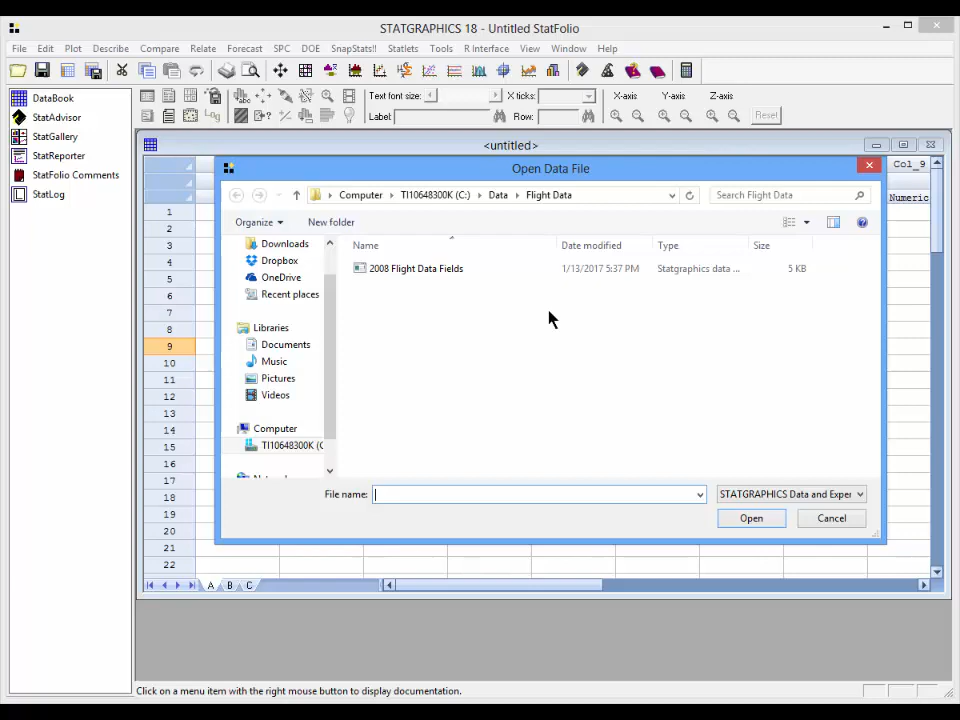 STATGRAPHICS 18 - Untitled StatFolio
File Edit Plot Describe Compare Relate Forecast SPC DOE SnapStats!! Statlets Tools R Interface View Window Help
DataBook
StatAdvisor
StatGallery
StatReporter
StatFolio Comments
StatLog
Text font size: X ticks: X-axis Y-axis Z-axis
Log Label: Row: Reset
<untitled>
Open Data File
Col_9
Numeric
Computer TI10648300K (C:) Data Flight Data Search Flight Data
Organize New folder
Name Date modified Type Size
2008 Flight Data Fields 1/13/2017 5:37 PM Statgraphics data ... 5 KB
Downloads
Dropbox
OneDrive
Recent places
Libraries
Documents
Music
Pictures
Videos
Computer
TI10648300K (C
File name: STATGRAPHICS Data and Exper
Open Cancel
1
2
3
4
5
6
7
8
9
10
11
12
13
14
15
16
17
18
19
20
21
22
A B C
Click on a menu item with the right mouse button to display documentation.